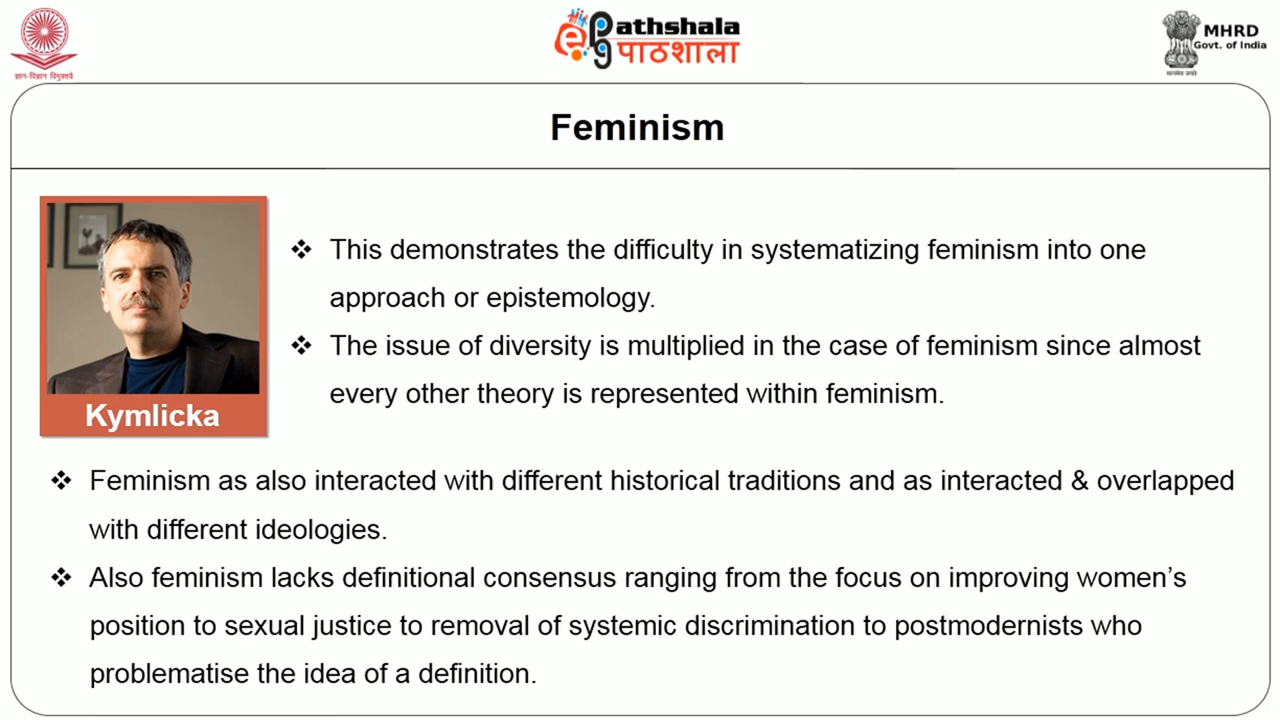 ज्ञान-विज्ञान विमुक्तये
ePathshala
पाठशाला
सत्यमेव जयते
MHRD
Govt. of India
Feminism
Kymlicka
❖ This demonstrates the difficulty in systematizing feminism into one
approach or epistemology.
❖ The issue of diversity is multiplied in the case of feminism since almost
every other theory is represented within feminism.
❖ Feminism as also interacted with different historical traditions and as interacted & overlapped
with different ideologies.
❖ Also feminism lacks definitional consensus ranging from the focus on improving women's
position to sexual justice to removal of systemic discrimination to postmodernists who
problematise the idea of a definition.